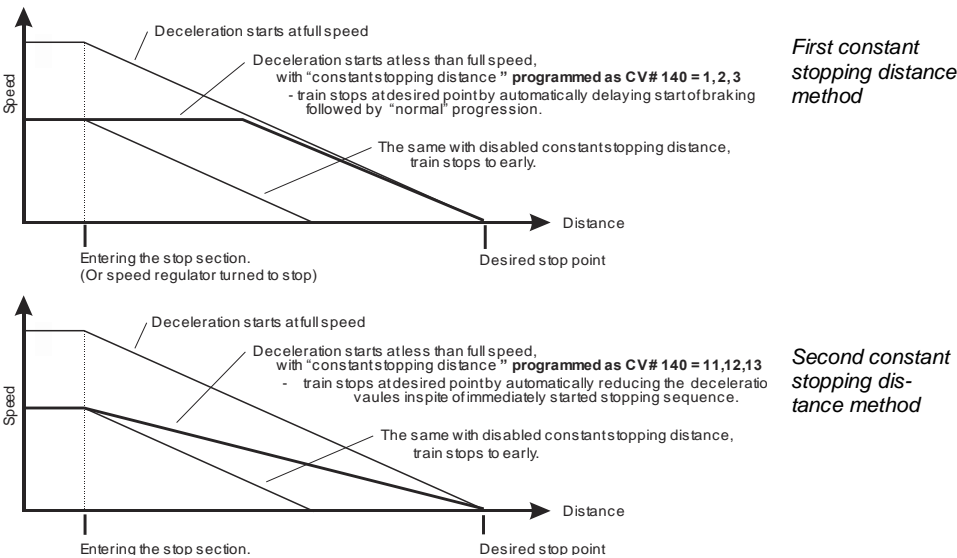 Deceleration starts at full speed
Deceleration starts at less than full speed,
with "constant stopping distance " programmed as CV# 140 = 1, 2, 3
- train stops at desired point by automatically delaying start of braking
followed by "normal" progression.
First constant
stopping distance
method
Speed
The same with disabled constant stopping distance,
train stops to early.
Distance
Entering the stop section.
(Or speed regulator turned to stop)
Desired stop point
Deceleration starts at full speed
Deceleration starts at less than full speed,
with "constant stopping distance " programmed as CV# 140 = 11, 12, 13
- train stops at desired point by automatically reducing the deceleratio
vaules inspite of immediately started stopping sequence.
Second constant
stopping dis-
tance method
Speed
The same with disabled constant stopping distance,
train stops to early.
Distance
Entering the stop section.
Desired stop point